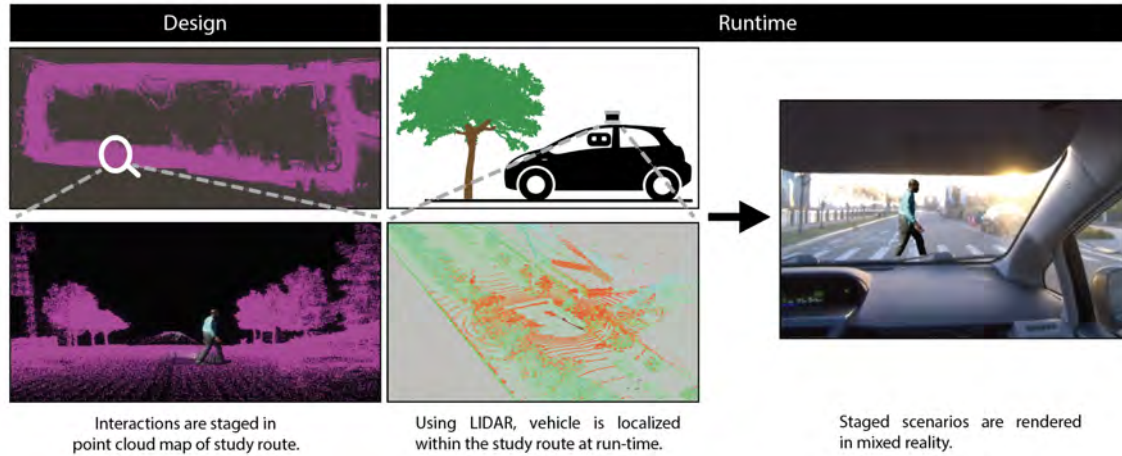 Design
Runtime
Interactions are staged in
point cloud map of study route.
Using LIDAR, vehicle is localized
within the study route at run-time.
Staged scenarios are rendered
in mixed reality.